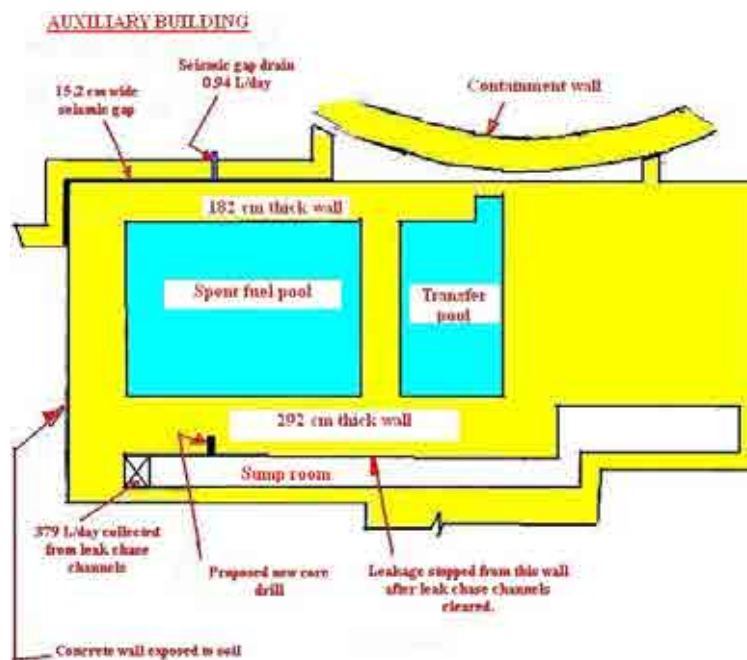 AUXILIARY BUILDING
Seismic gap drain
0.94 L/day
15.2 cm wide
seismic gap
Containment wall
182 cm thick wall
Spent fuel pool
Transfer
pool
292 cm thick wall
Sump room
379 L/day collected
from leak chase
channels
Proposed new core
drill
Leakage stopped from this wall
after leak chase channels
cleared.
Concrete wall exposed to soil